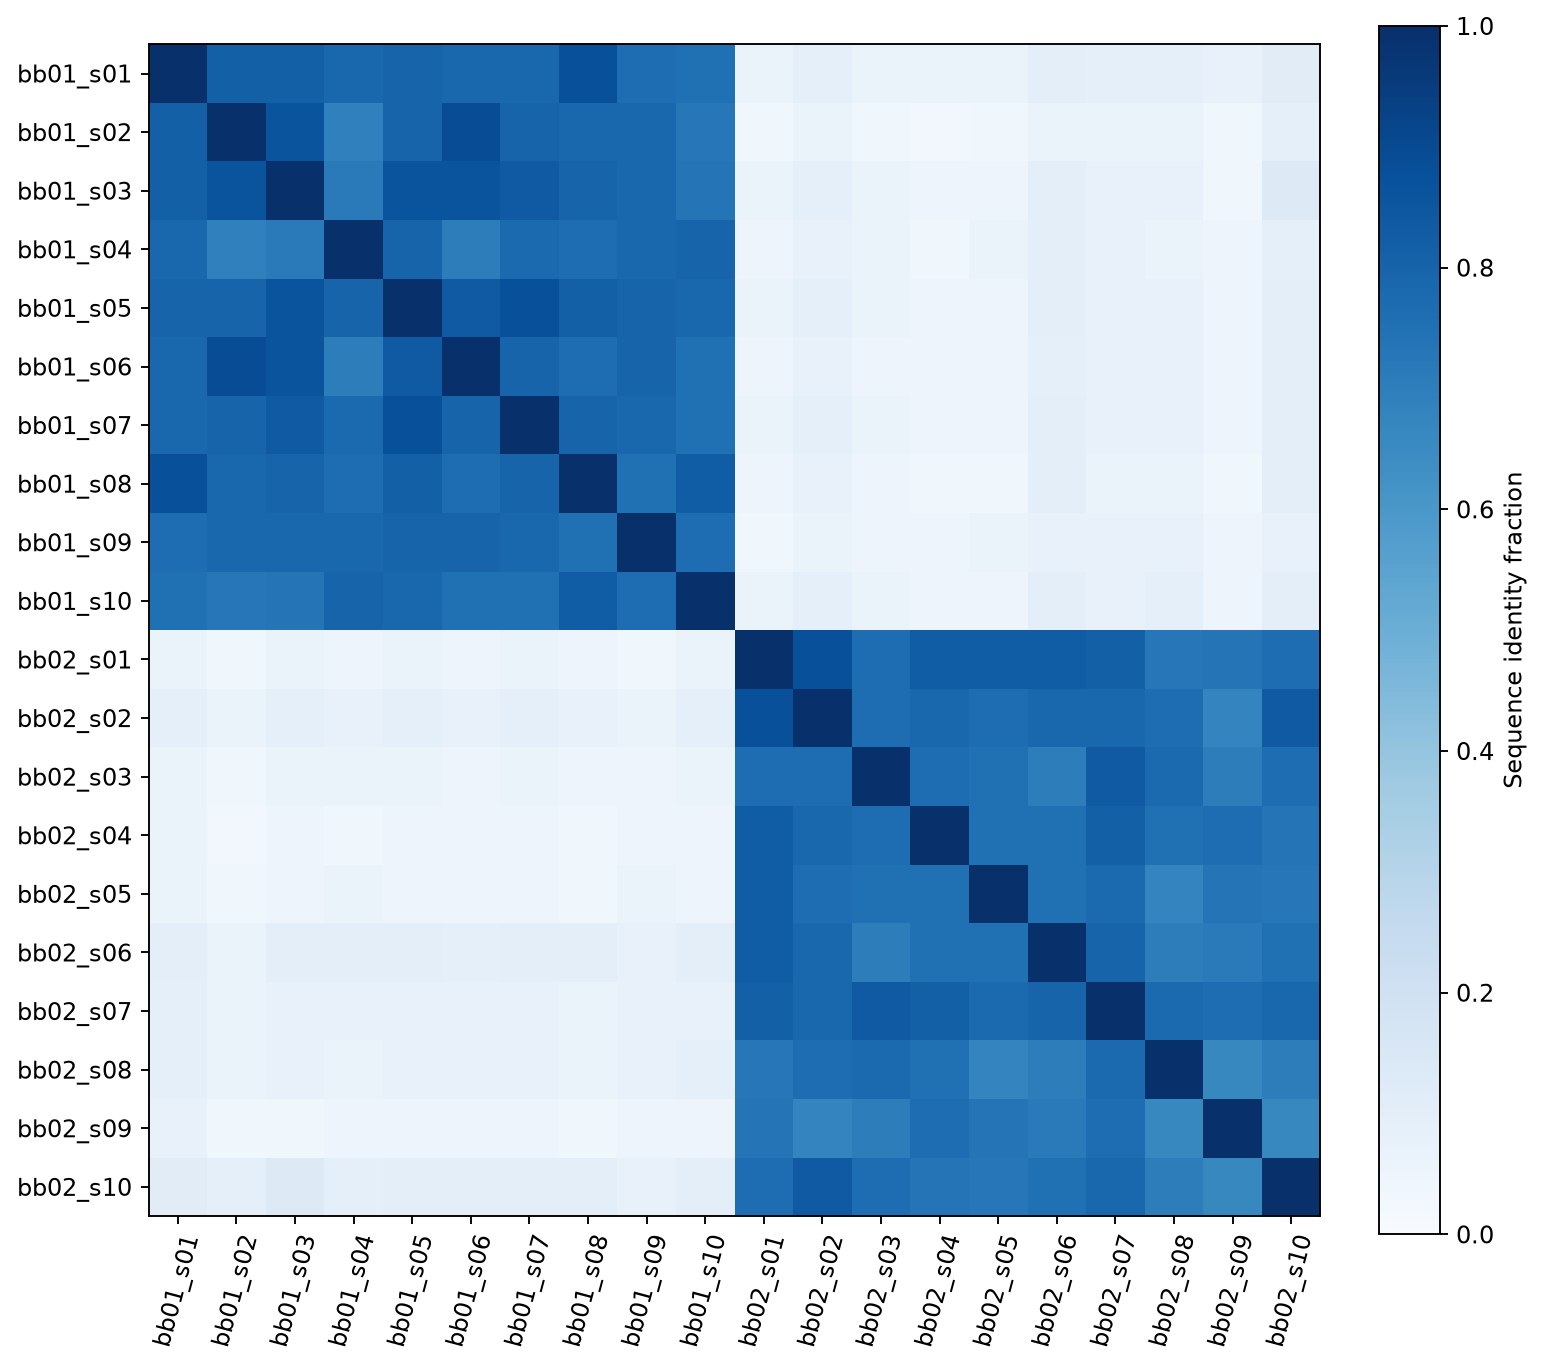 bb01_s01
bb01_s02
bb01_s03
bb01_s04
bb01_s05
bb01_s06
bb01_s07
bb01_s08
bb01_s09
bb01_s10
bb02_s01
bb02_s02
bb02_s03
bb02_s04
bb02_s05
bb02_s06
bb02_s07
bb02_s08
bb02_s09
bb02_s10
bb01_s01
bb01_s02
bb01_s03
bb01_s04
bb01_s05
bb01_s06
bb01_s07
bb01_s08
bb01_s09
bb01_s10
bb02_s01
bb02_s02
bb02_s03
bb02_s04
bb02_s05
bb02_s06
bb02_s07
bb02_s08
bb02_s09
bb02_s10
1.0
0.8
0.6
0.4
0.2
0.0
Sequence identity fraction